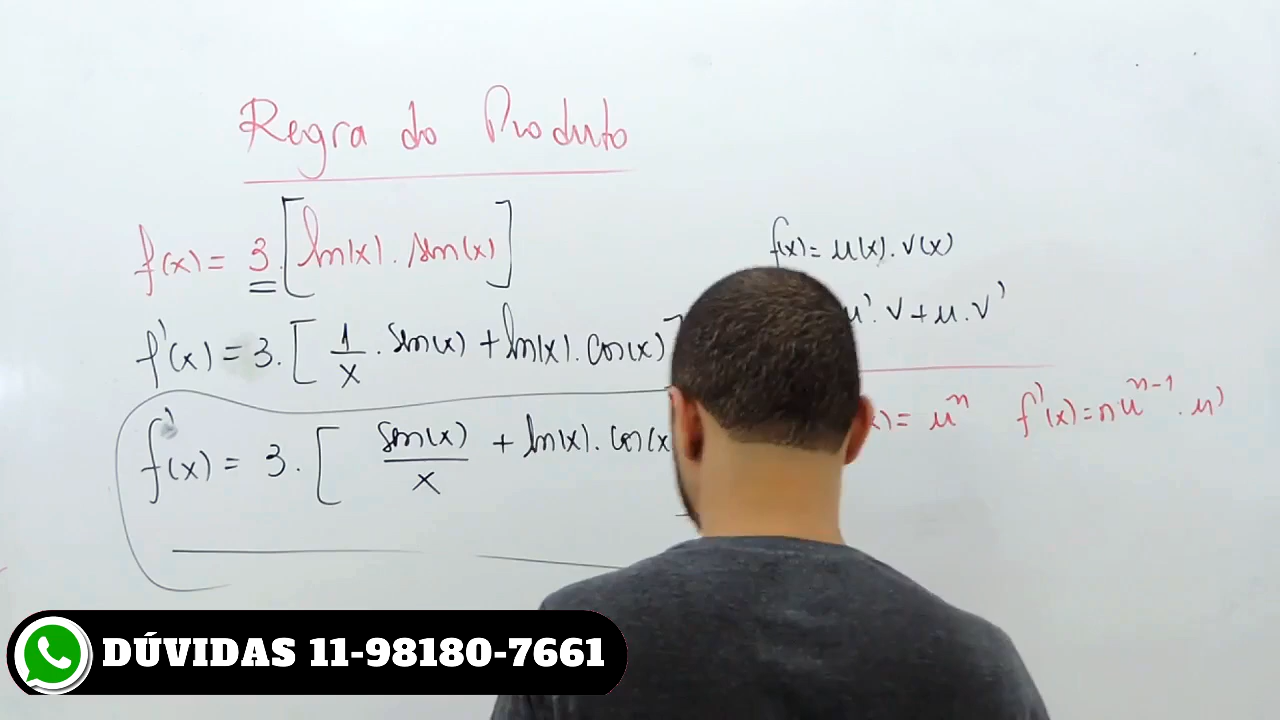 Regra do Produto
f(x) = 3.[ln(x).sen(x)]
f'(x) = 3.[1/x . sen(x) + ln(x).cos(x)]
f'(x) = 3.[sen(x)/x + ln(x).cos(x
f(x) = u(x).v(x)
u'.v + u.v'
x) = u^n f'(x) = nu^n-1 . u'
DÚVIDAS 11-98180-7661